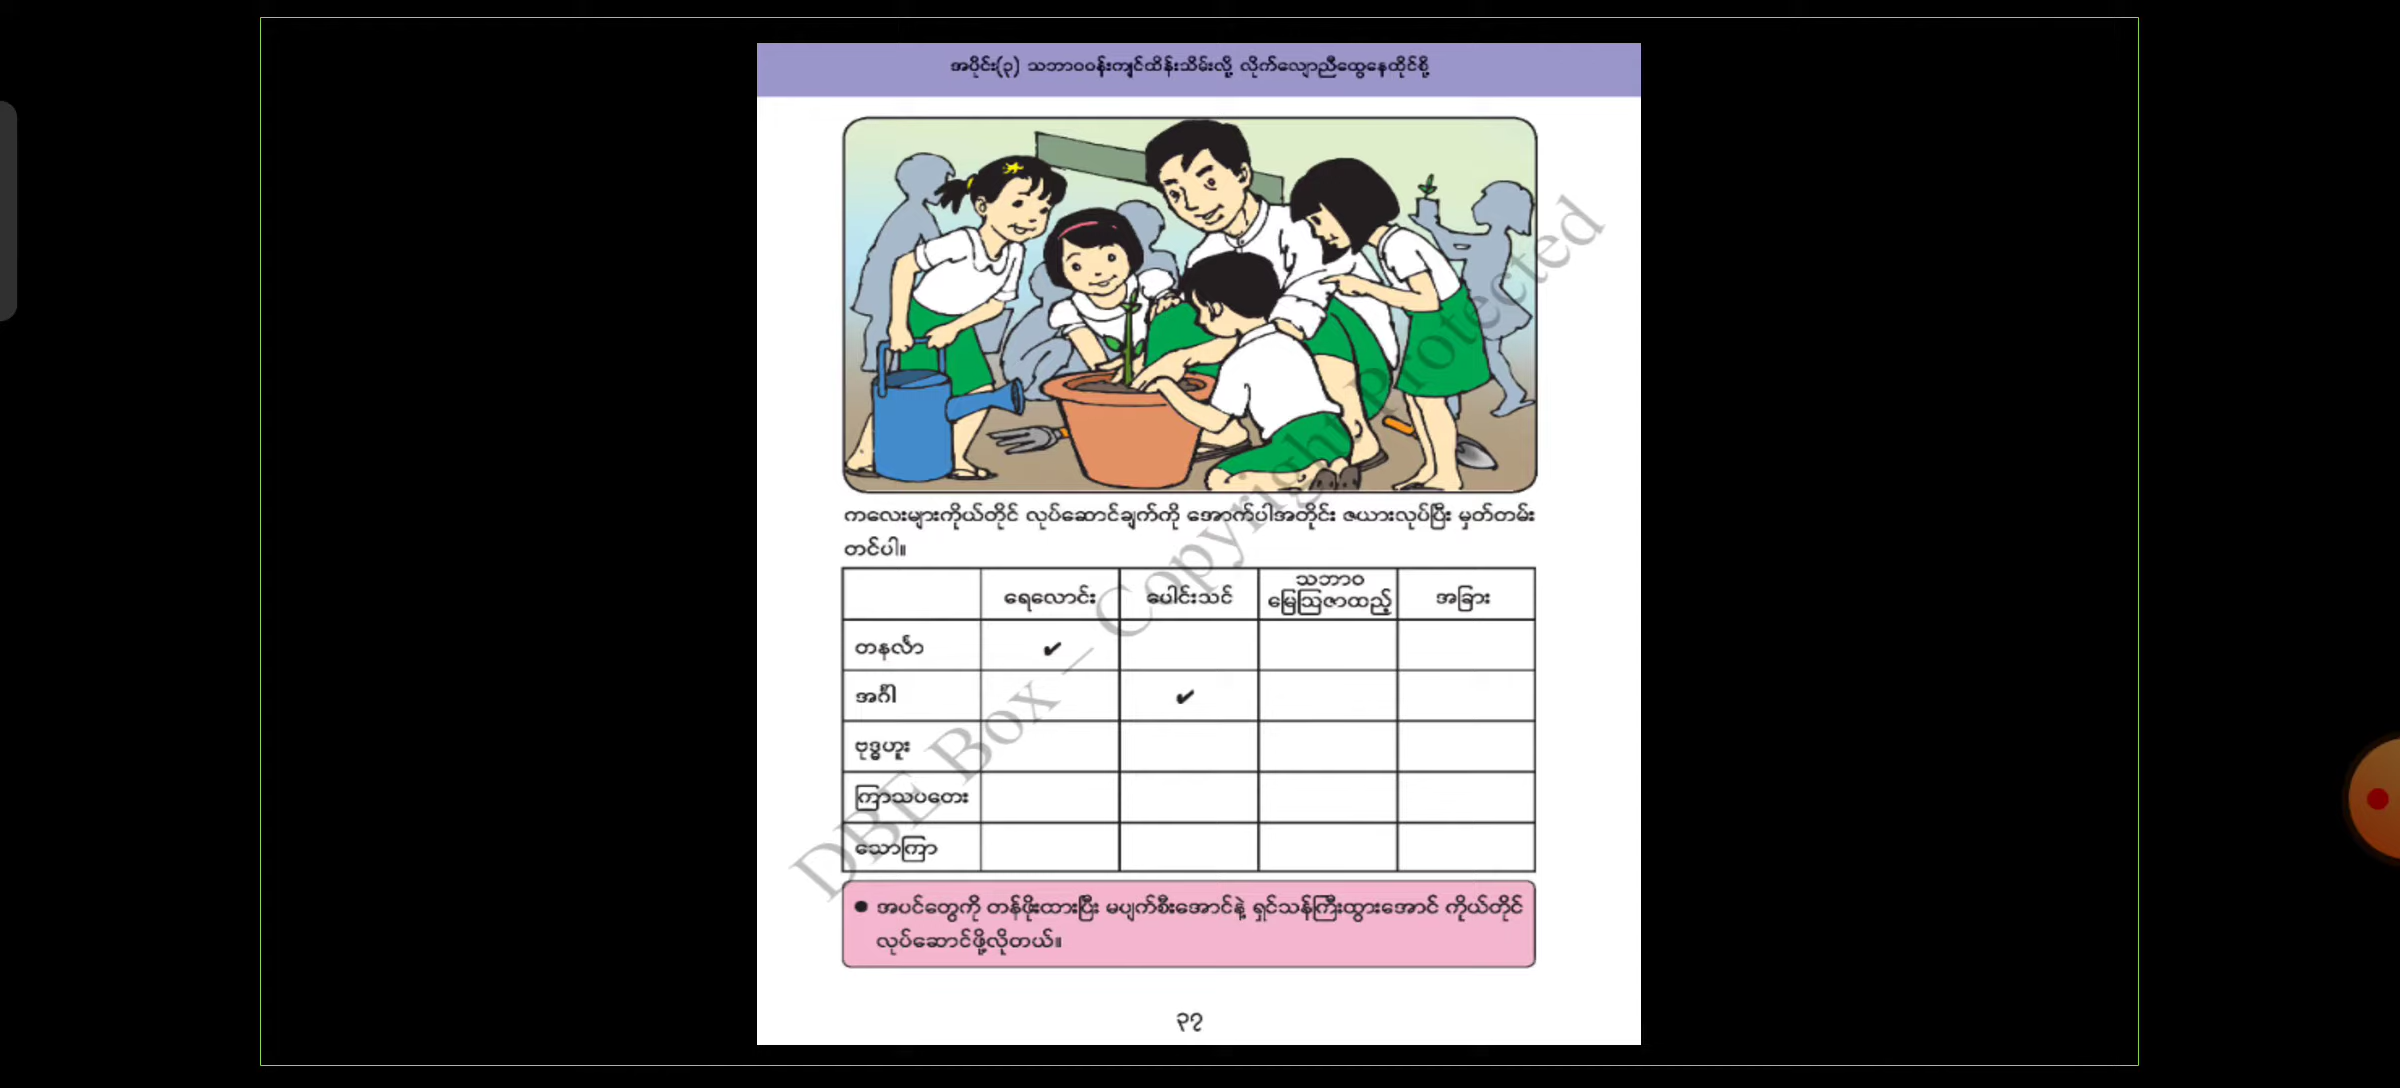 အပိုင်း(၃) သဘာဝဝန်းကျင်ထိန်းသိမ်းလို့ လိုက်လျောညီထွေနေထိုင်စို့
ကလေးများကိုယ်တိုင် လုပ်ဆောင်ချက်ကို အောက်ပါအတိုင်း ဇယားလုပ်ပြီး မှတ်တမ်း
တင်ပါ။
ရေလောင်း ပေါင်းသင် သဘာဝ မြေဩဇာထည့် အခြား
တနင်္လာ ✔
အင်္ဂါ ✔
ဗုဒ္ဓဟူး
ကြာသပတေး
သောကြာ
● အပင်တွေကို တန်ဖိုးထားပြီး မပျက်စီးအောင်နဲ့ ရှင်သန်ကြီးထွားအောင် ကိုယ်တိုင်
လုပ်ဆောင်ဖို့လိုတယ်။
၃၇
DBE Box – Copyright Protected